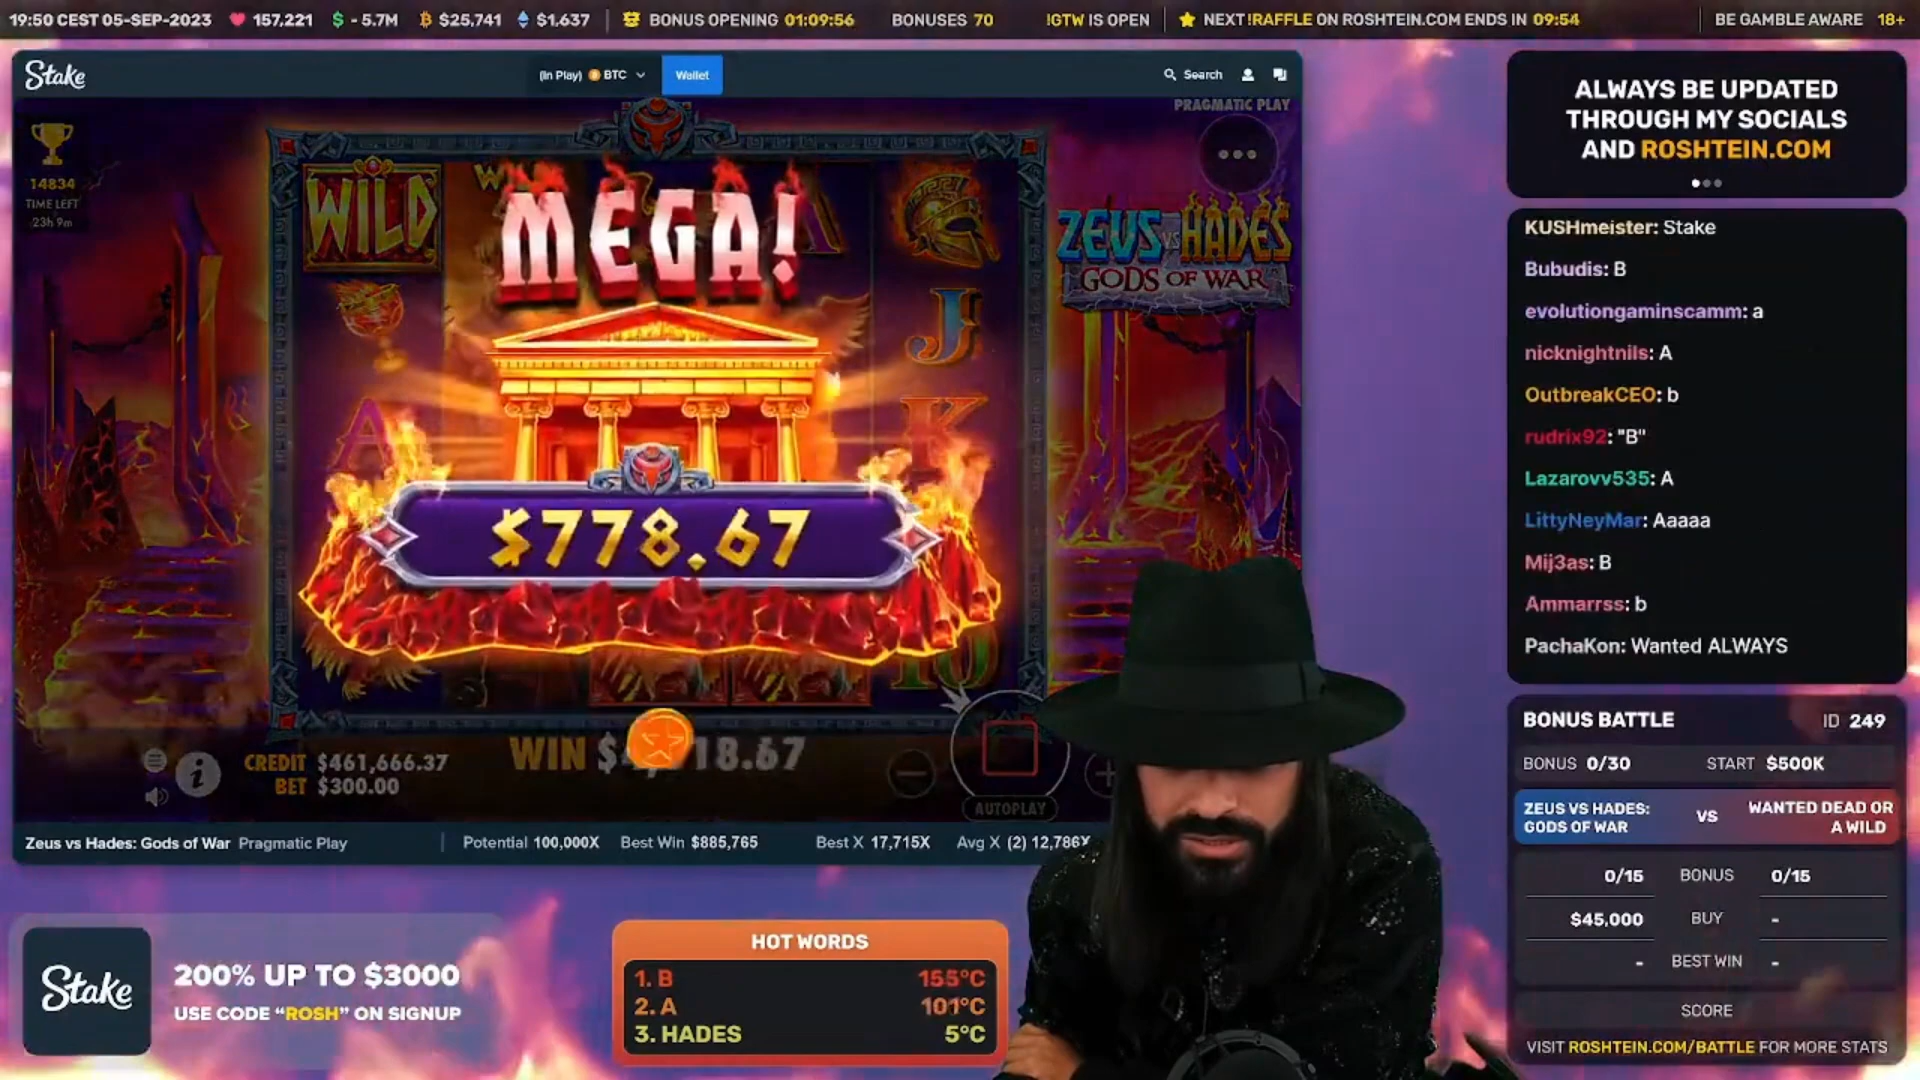 19:50 CEST 05-SEP-2023 157,221 $ - 5.7M $25,741 $1,637 BONUS OPENING 01:09:56 BONUSES 70 !GTW IS OPEN NEXT !RAFFLE ON ROSHTEIN.COM ENDS IN 09:54 BE GAMBLE AWARE 18+
Stake
(In Play) BTC
Wallet
Search
PRAGMATIC PLAY
14834
TIME LEFT
23h 9m
WILD
MEGA!
ZEUS VS HADES
GODS OF WAR
J
K
A
10
$778.67
CREDIT $461,666.37
BET $300.00
WIN
18.67
AUTOPLAY
Zeus vs Hades: Gods of War Pragmatic Play Potential 100,000X Best Win $885,765 Best X 17,715X Avg X (2) 12,786X
Stake
200% UP TO $3000
USE CODE “ROSH” ON SIGNUP
HOT WORDS
1. B 155°C
2. A 101°C
3. HADES 5°C
ALWAYS BE UPDATED
THROUGH MY SOCIALS
AND ROSHTEIN.COM
KUSHmeister: Stake
Bubudis: B
evolutiongaminscamm: a
nicknightnils: A
OutbreakCEO: b
rudrix92: "B"
Lazarovv535: A
LittyNeyMar: Aaaaa
Mij3as: B
Ammarrss: b
PachaKon: Wanted ALWAYS
BONUS BATTLE ID 249
BONUS 0/30 START $500K
ZEUS VS HADES:
GODS OF WAR
VS
WANTED DEAD OR
A WILD
0/15 BONUS 0/15
$45,000 BUY -
- BEST WIN -
SCORE
VISIT ROSHTEIN.COM/BATTLE FOR MORE STATS